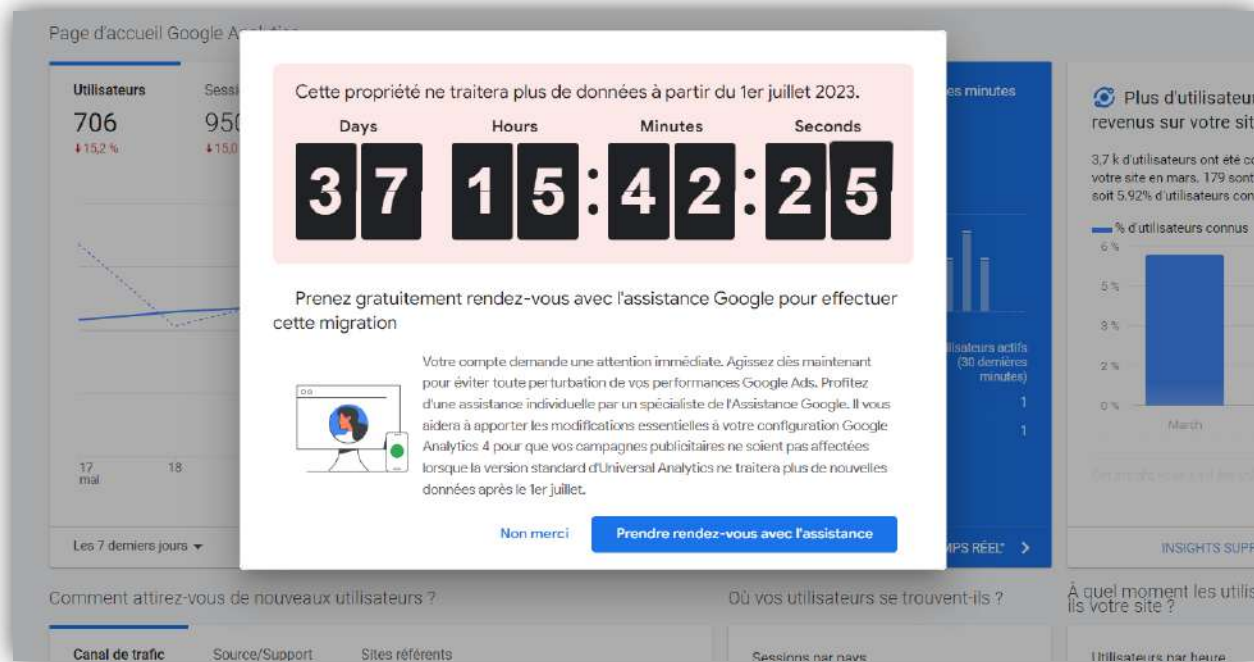 Page d'accueil Google
Utilisateurs
706
↓15,2 %
Cette propriété ne traitera plus de données à partir du 1er juillet 2023.
Days Hours Minutes Seconds
37 15:42:25
Prenez gratuitement rendez-vous avec l'assistance Google pour effectuer
cette migration
Votre compte demande une attention immédiate. Agissez dès maintenant
pour éviter toute perturbation de vos performances Google Ads. Profitez
d'une assistance individuelle par un spécialiste de l'Assistance Google. Il vous
aidera à apporter les modifications essentielles à votre configuration Google
Analytics 4 pour que vos campagnes publicitaires ne soient pas affectées
lorsque la version standard d'Universal Analytics ne traitera plus de nouvelles
données après le 1er juillet.
Non merci Prendre rendez-vous avec l'assistance
17 18
mai
Les 7 derniers jours
es minutes
(30 dernières
minutes)
1
1
MPS RÉEL
Plus d'utilisateur
revenus sur votre sit
3,7 k d'utilisateurs ont été co
votre site en mars. 179 sont
soit 5.92% d'utilisateurs con
% d'utilisateurs connus
6 %
5 %
3 %
2 %
0 %
March
INSIGHTS SUPP
Comment attirez-vous de nouveaux utilisateurs ?
Où vos utilisateurs se trouvent-ils ?
À quel moment les utilis
ils votre site ?
Canal de trafic Source/Support Sites référents
Sessions par pays
Utilisateurs par heure